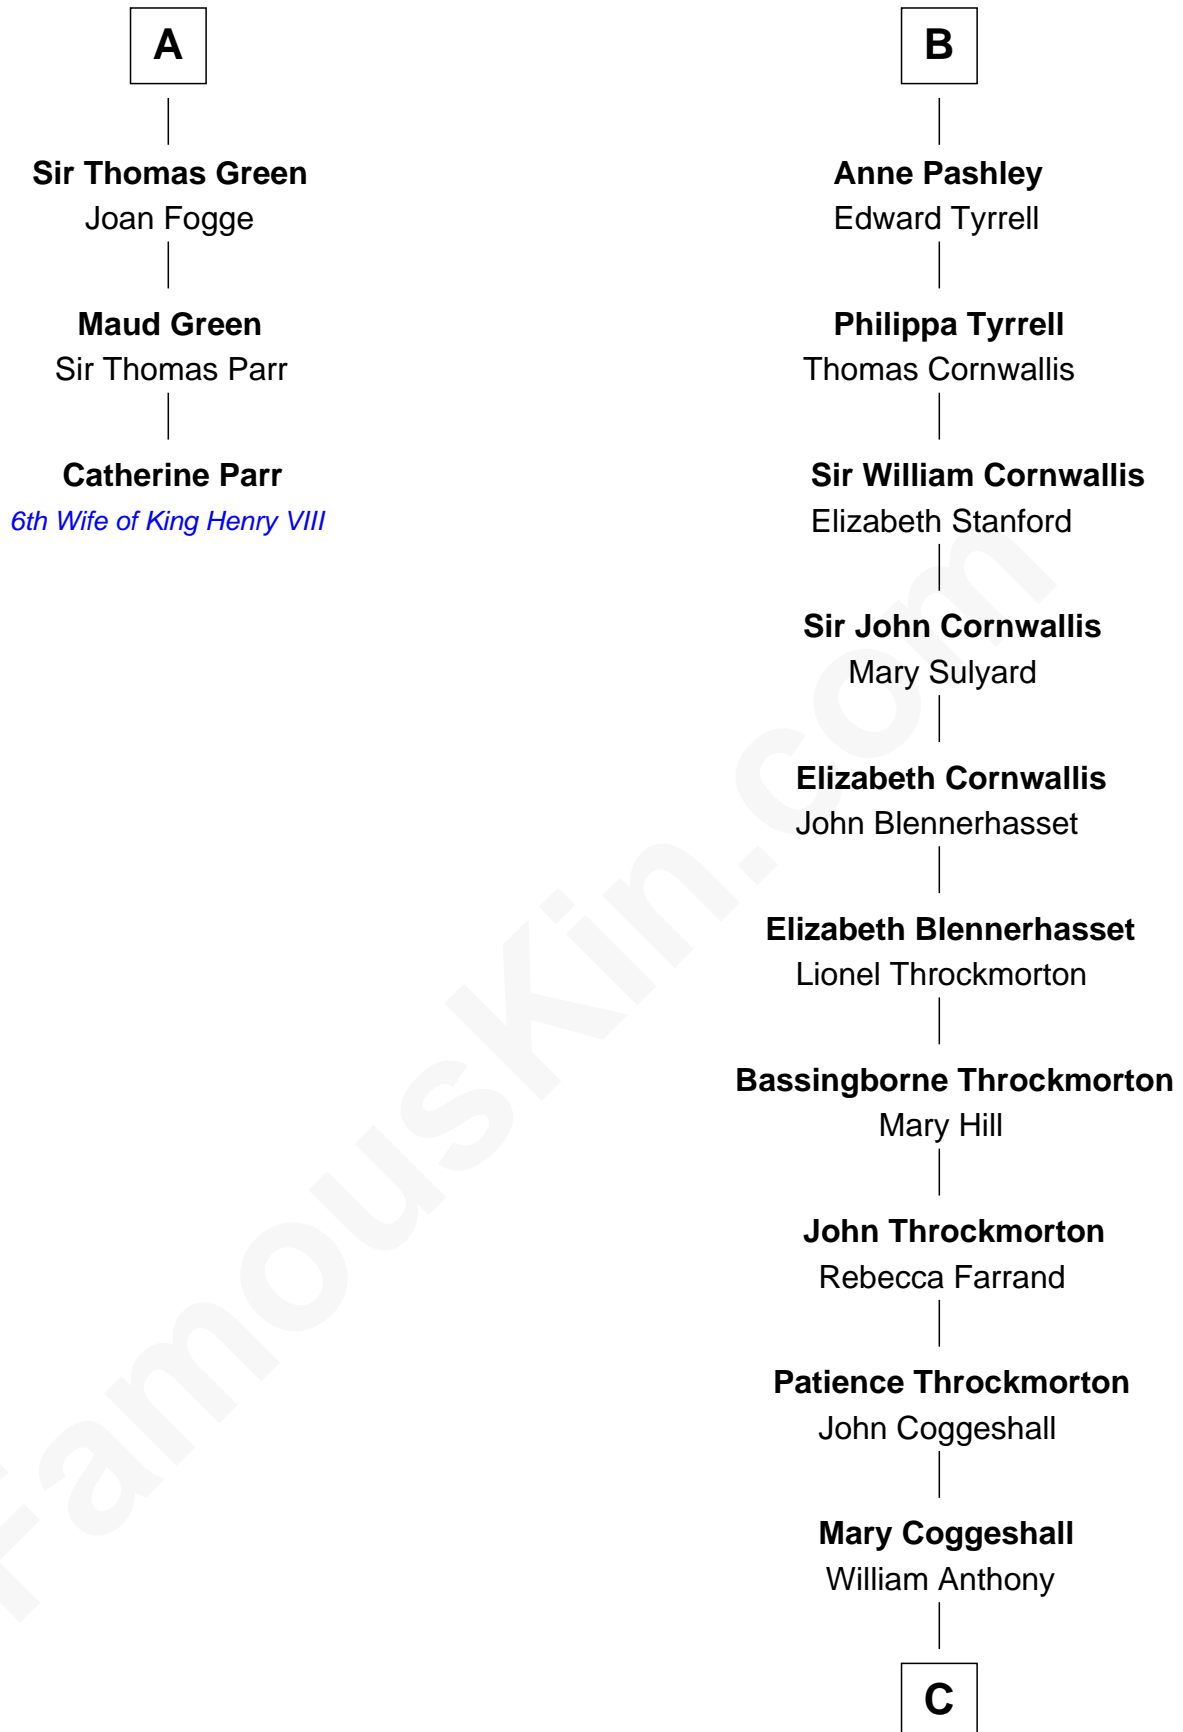 A
Sir Thomas Green
Joan Fogge
Maud Green
Sir Thomas Parr
Catherine Parr
6th Wife of King Henry VIII
B
Anne Pashley
Edward Tyrrell
Philippa Tyrrell
Thomas Cornwallis
Sir William Cornwallis
Elizabeth Stanford
Sir John Cornwallis
Mary Sulyard
Elizabeth Cornwallis
John Blennerhasset
Elizabeth Blennerhasset
Lionel Throckmorton
Bassingborne Throckmorton
Mary Hill
John Throckmorton
Rebecca Farrand
Patience Throckmorton
John Coggeshall
Mary Coggeshall
William Anthony
C
FamousKin.com